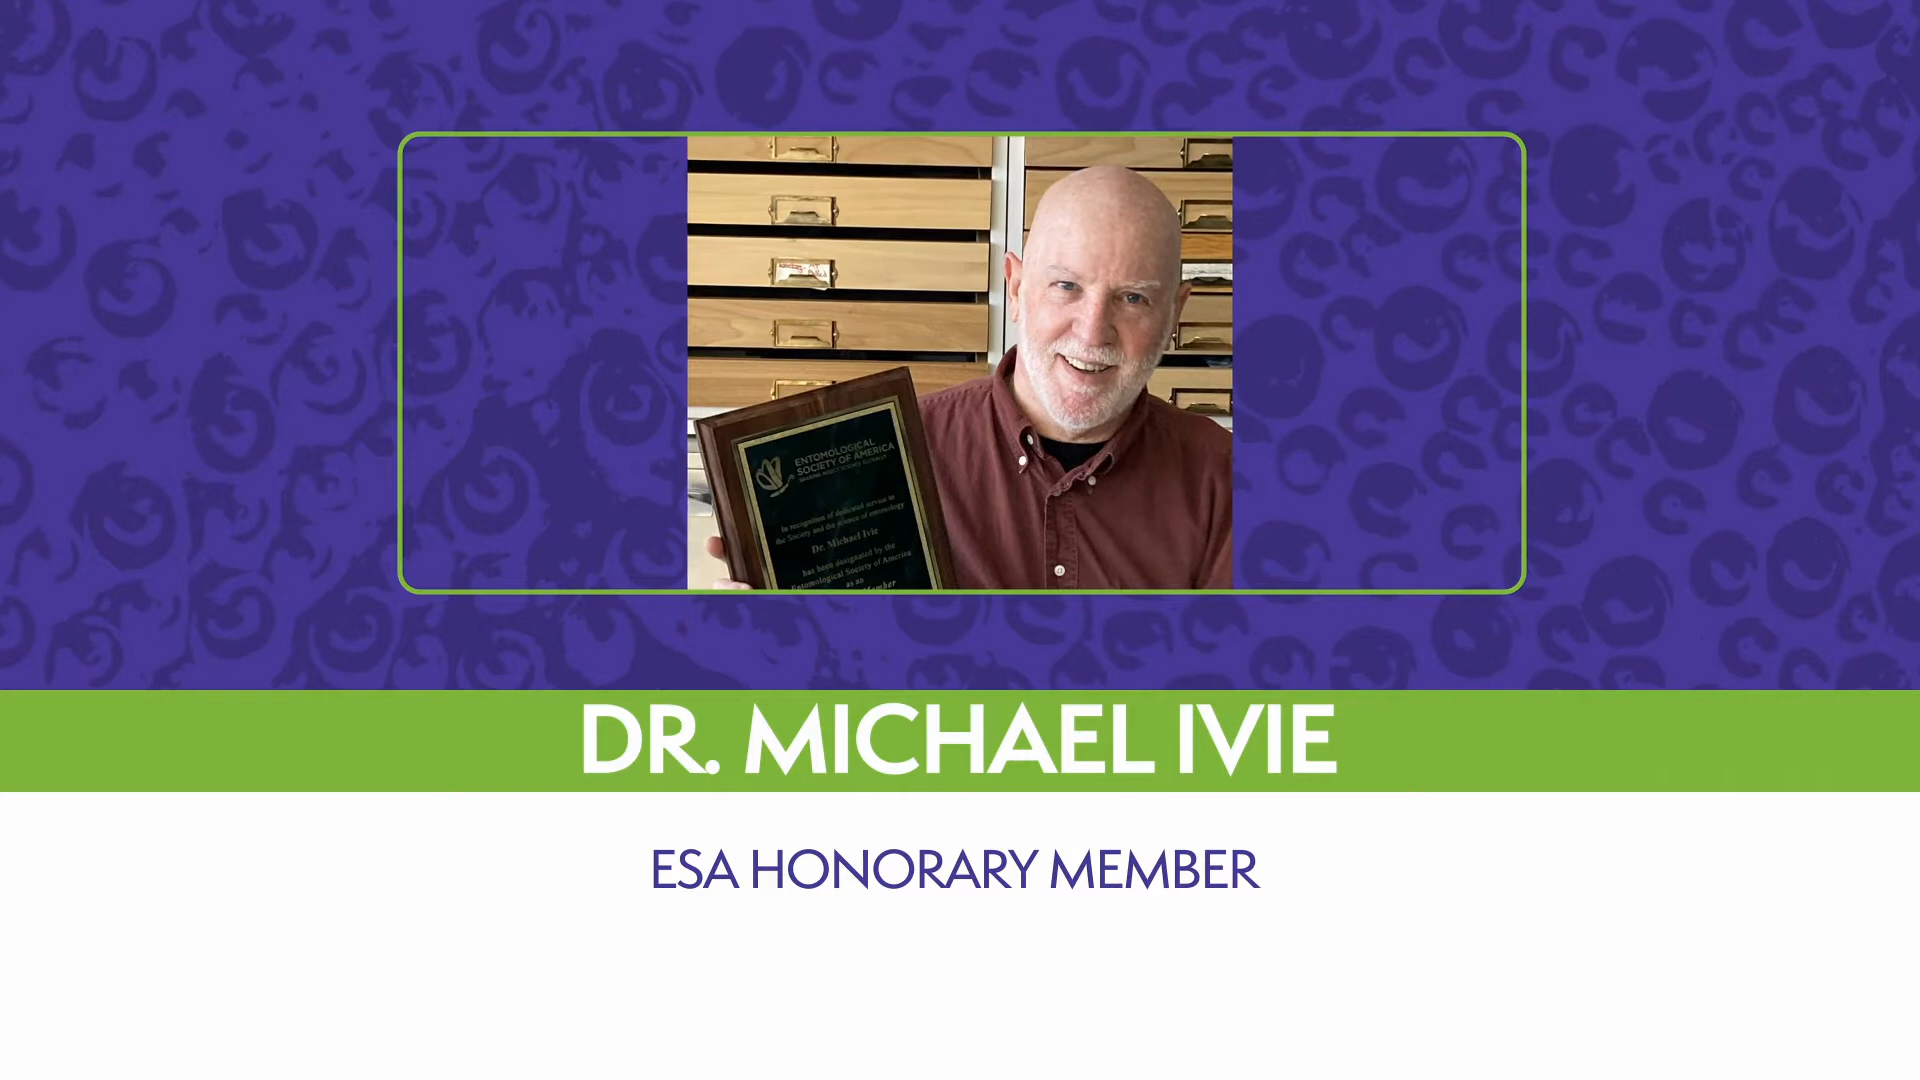 ENTOMOLOGICAL
SOCIETY OF AMERICA
In recognition of dedicated service to
the Society and the science of entomology
Dr. Michael Ivie
has been designated by the
Entomological Society of America
as an
Member
DR. MICHAEL IVIE
ESA HONORARY MEMBER